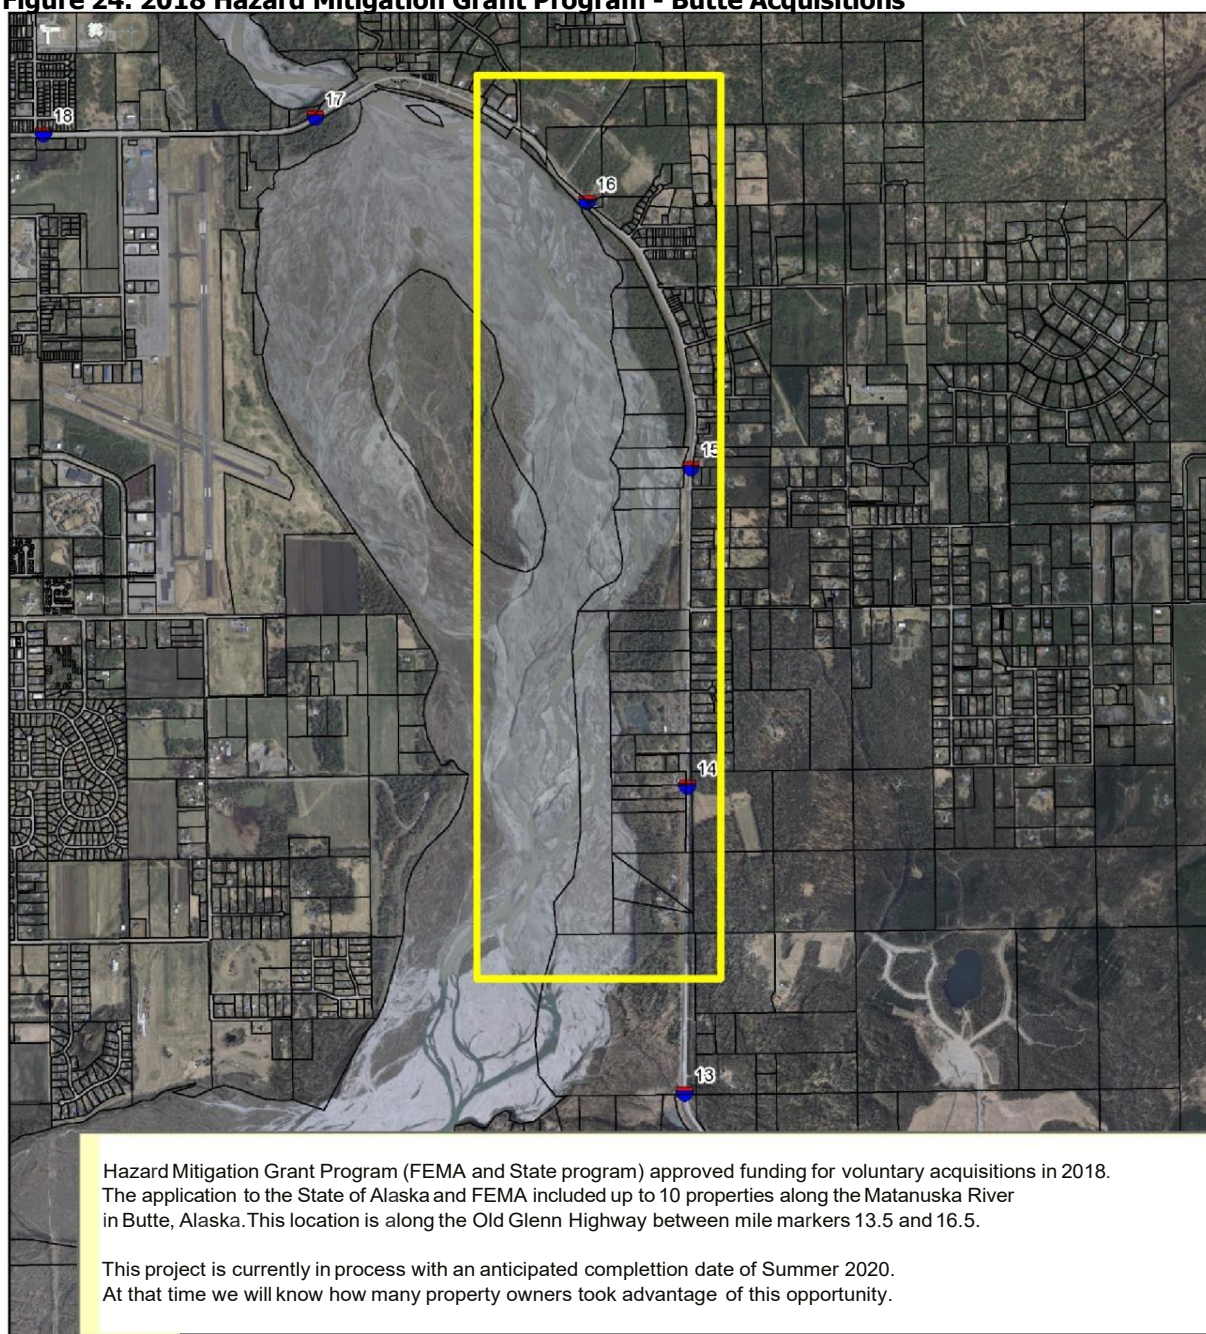 Figure 24. 2018 Hazard Mitigation Grant Program - Butte Acquisitions
17
18
16
15
14
13
Hazard Mitigation Grant Program (FEMA and State program) approved funding for voluntary acquisitions in 2018.
The application to the State of Alaska and FEMA included up to 10 properties along the Matanuska River
in Butte, Alaska.This location is along the Old Glenn Highway between mile markers 13.5 and 16.5.
This project is currently in process with an anticipated complettion date of Summer 2020.
At that time we will know how many property owners took advantage of this opportunity.